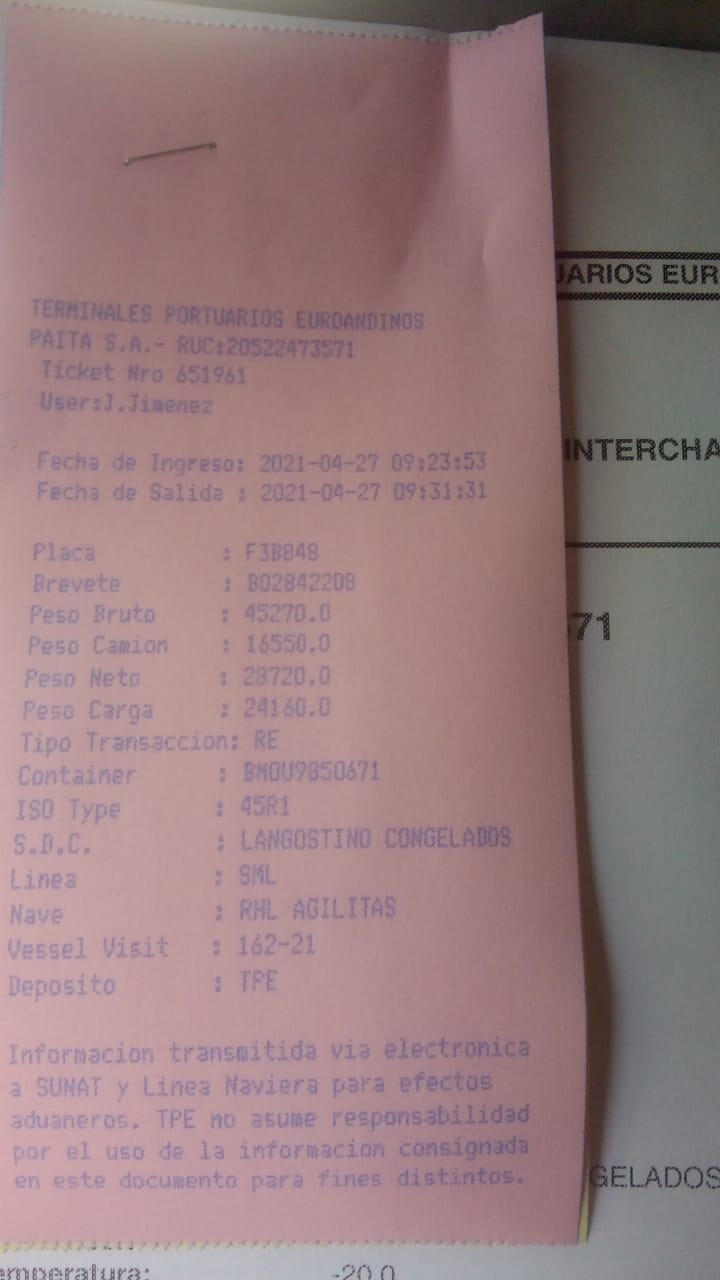 TERMINALES PORTUARIOS EUROANDINOS
PAITA S.A.- RUC:20522473571
Ticket Nro 651961
User:J.Jimenez
Fecha de Ingreso: 2021-04-27 09:23:53
Fecha de Salida : 2021-04-27 09:31:31
Placa : F3B848
Brevete : B02842208
Peso Bruto : 45270.0
Peso Camion : 16550.0
Peso Neto : 28720.0
Peso Carga : 24160.0
Tipo Transaccion: RE
Container : BMOU9850671
ISO Type : 45R1
S.D.C. : LANGOSTINO CONGELADOS
Linea : SML
Nave : RHL AGILITAS
Vessel Visit : 162-21
Deposito : TPE
Informacion transmitida via electronica
a SUNAT y Linea Naviera para efectos
aduaneros. TPE no asume responsabilidad
por el uso de la informacion consignada
en este documento para fines distintos.
UARIOS EUR
INTERCHA
71
GELADOS
emperatura: -20.0